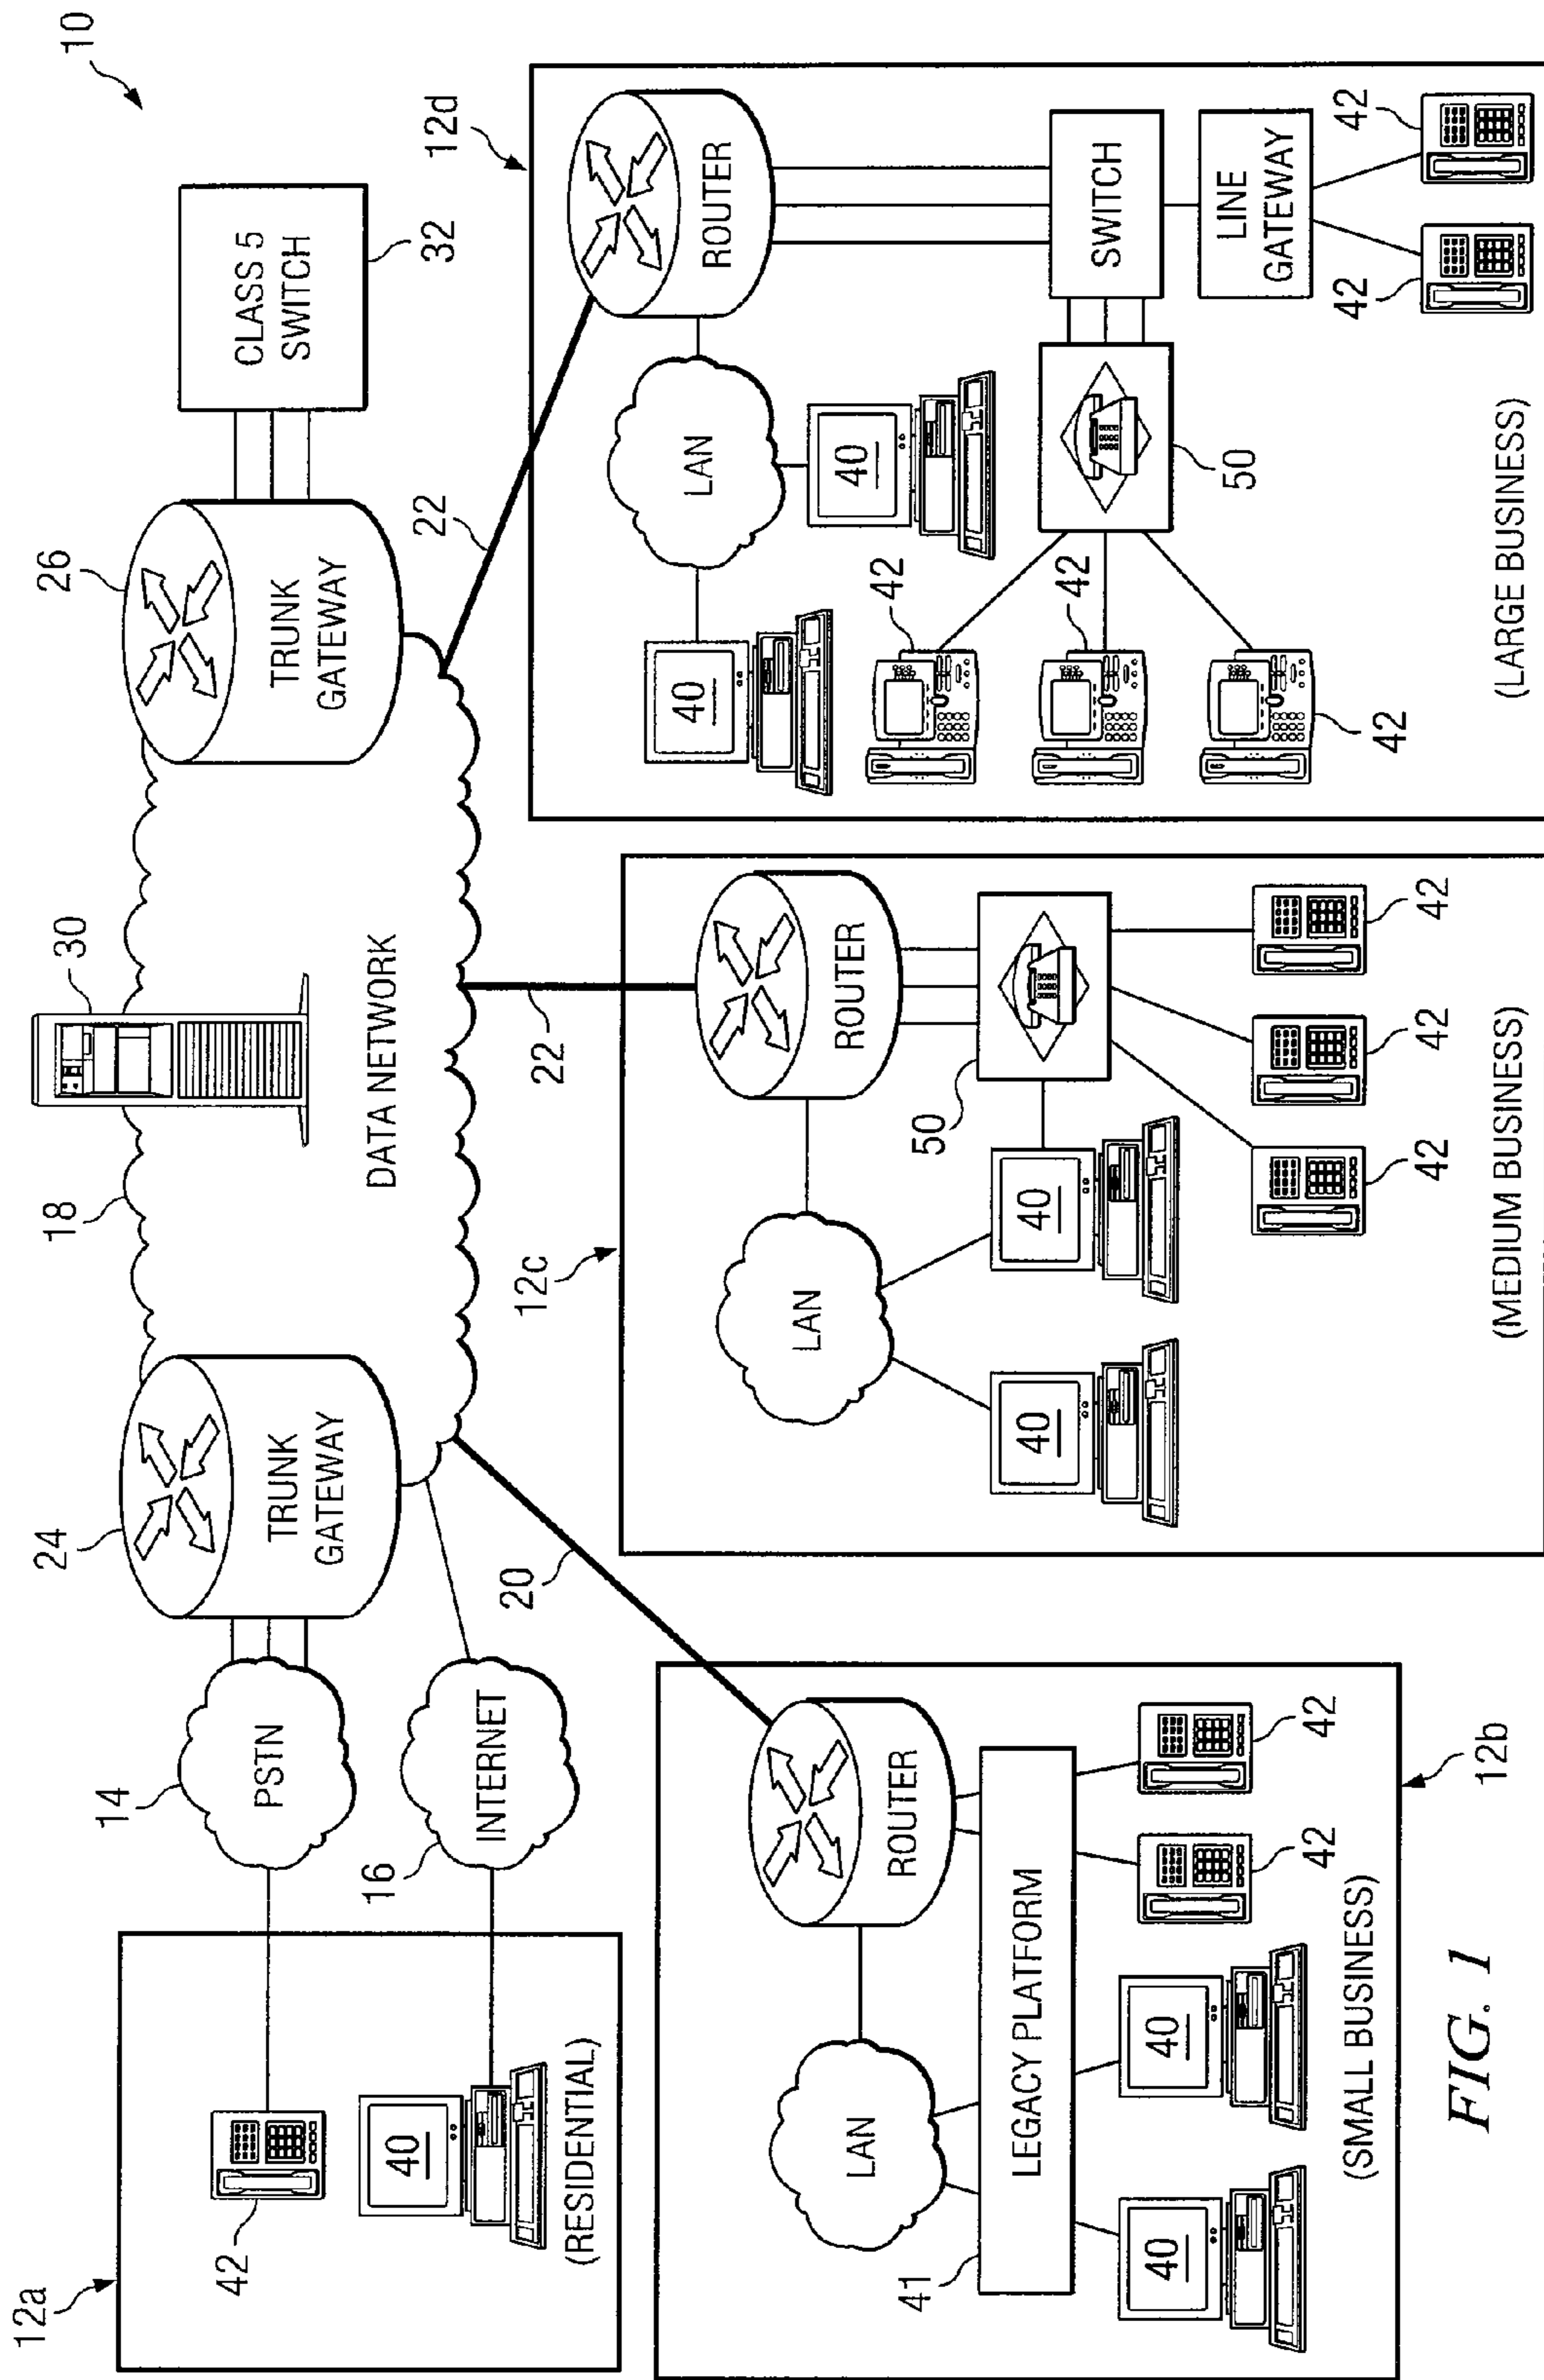 10
12a
42
40
(RESIDENTIAL)
14
PSTN
16
INTERNET
24
TRUNK
GATEWAY
18
30
DATA NETWORK
26
TRUNK
GATEWAY
CLASS 5
SWITCH
32
20
22
22
12b
LAN
ROUTER
41
LEGACY PLATFORM
40
40
42
42
(SMALL BUSINESS)
12c
LAN
ROUTER
50
40
40
42
42
42
(MEDIUM BUSINESS)
12d
ROUTER
LAN
40
40
42
42
42
50
SWITCH
LINE
GATEWAY
42
42
(LARGE BUSINESS)
FIG. 1